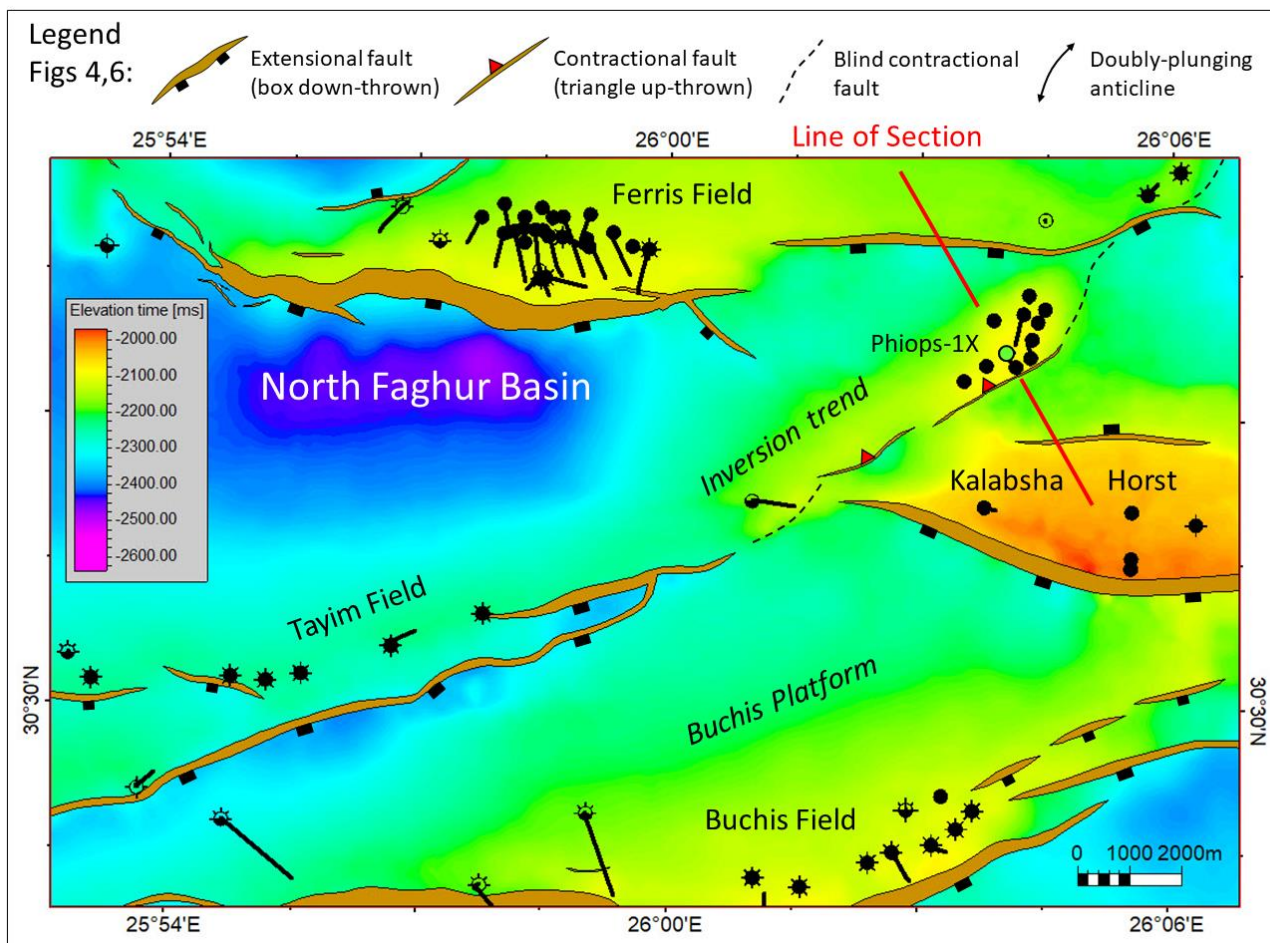 Legend
Figs 4,6:
Extensional fault
(box down-thrown)
Contractional fault
(triangle up-thrown)
Blind contractional
fault
Doubly-plunging
anticline
25°54'E
26°00'E
Line of Section
26°06'E
Ferris Field
Elevation time [ms]
-2000.00
-2100.00
-2200.00
-2300.00
-2400.00
-2500.00
-2600.00
North Faghur Basin
Phiops-1X
Inversion trend
Kalabsha Horst
Tayim Field
30°30'N
30°30'N
Buchis Platform
Buchis Field
0 1000 2000m
25°54'E
26°00'E
26°06'E